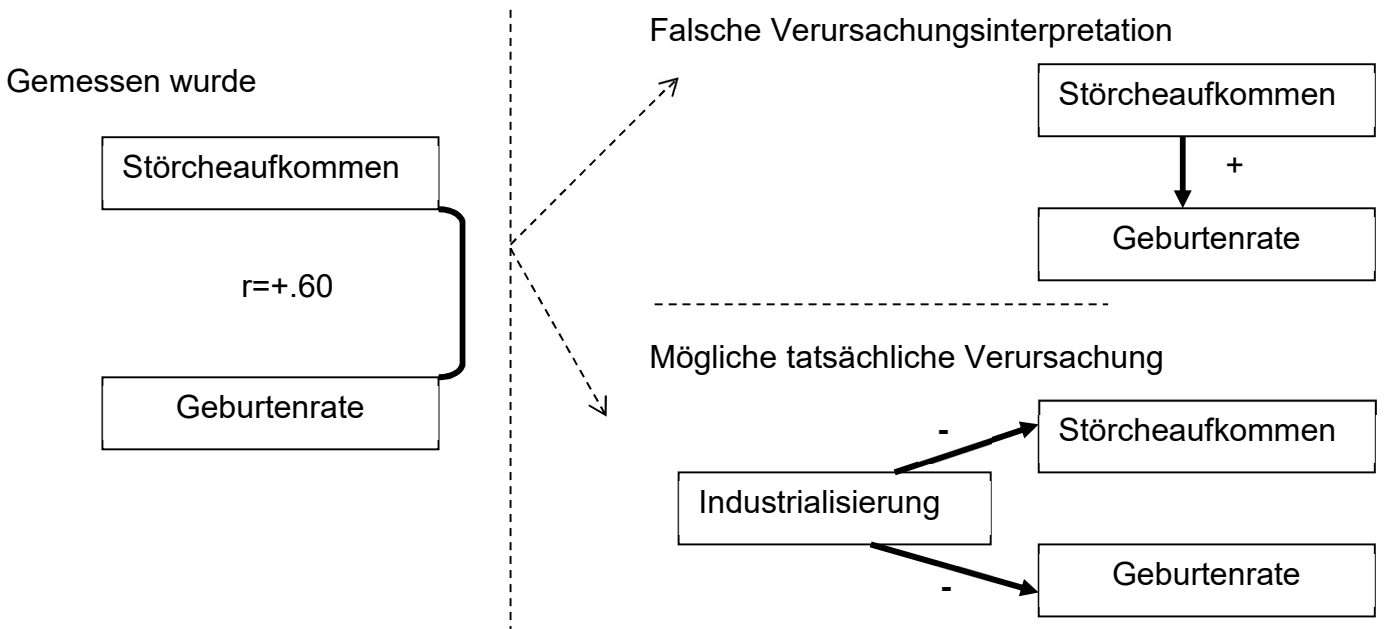 Gemessen wurde
Störcheaufkommen
r=+.60
Geburtenrate
Falsche Verursachungsinterpretation
Störcheaufkommen
+
Geburtenrate
Mögliche tatsächliche Verursachung
-
Störcheaufkommen
Industrialisierung
-
Geburtenrate